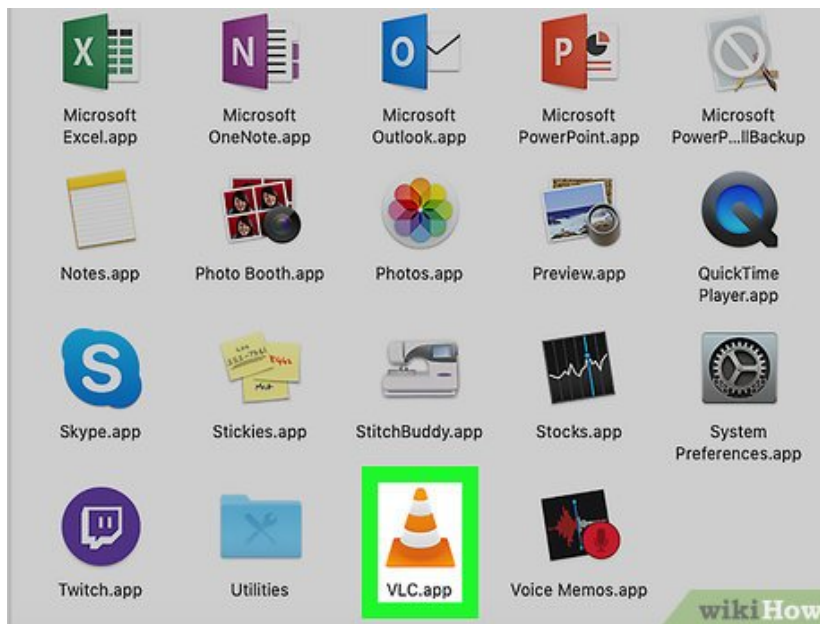 Microsoft Excel.app
Microsoft OneNote.app
Microsoft Outlook.app
Microsoft PowerPoint.app
Microsoft PowerP...llBackup
Notes.app
Photo Booth.app
Photos.app
Preview.app
QuickTime Player.app
Skype.app
Stickies.app
StitchBuddy.app
Stocks.app
System Preferences.app
Twitch.app
Utilities
VLC.app
Voice Memos.app
wikiHow